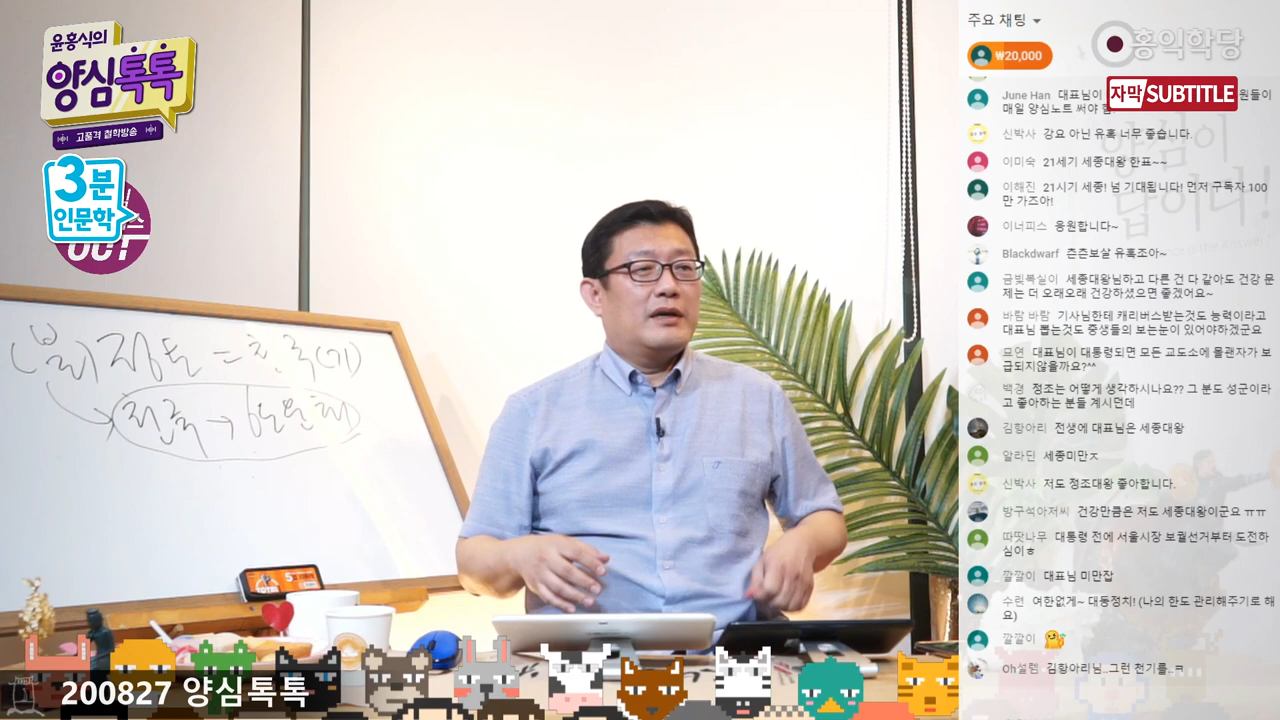 윤홍식의
양심톡톡
고품격 철학방송
3분
인문학
OUT
(불)
200827 양심톡톡
주요 채팅
₩20,000
홍익학당
자막 SUBTITLE
June Han 대표님이 원들이
매일 양심노트 써야 함
신박사 강요 아닌 유혹 너무 좋습니다.
이미숙 21세기 세종대왕 한표~~
이해진 21시기 세종! 넘 기대됩니다! 먼저 구독자 100
만 가즈아!
이너피스 응원합니다~
Blackdwarf 츤츤보살 유혹조아~
금빛복실이 세종대왕님하고 다른 건 다 같아도 건강 문
제는 더 오래오래 건강하셨으면 좋겠어요~
바람 바람 기사님한테 캐리버스받는것도 능력이라고
대표님 뽑는것도 중생들의 보는눈이 있어야하겠군요
묘연 대표님이 대통령되면 모든 교도소에 몰관자가 보
급되지않을까요?^^
백경 정조는 어떻게 생각하시나요?? 그 분도 성군이라
고 좋아하는 분들 계시던데
김황아리 전생에 대표님은 세종대왕
알라딘 세종미만ㅈ
신박사 저도 정조대왕 좋아합니다.
방구석아저씨 건강만큼은 저도 세종대왕이군요 ㅠㅠ
따땃나무 대통령 전에 서울시장 보궐선거부터 도전하
심이ㅎ
깔깔이 대표님 미만잡
수련 여한없게~ 대동정치! (나의 한도 관리해주기로 해
요)
깔깔이
Oh설렘 김황아리님..그런 전기를..ㅋ